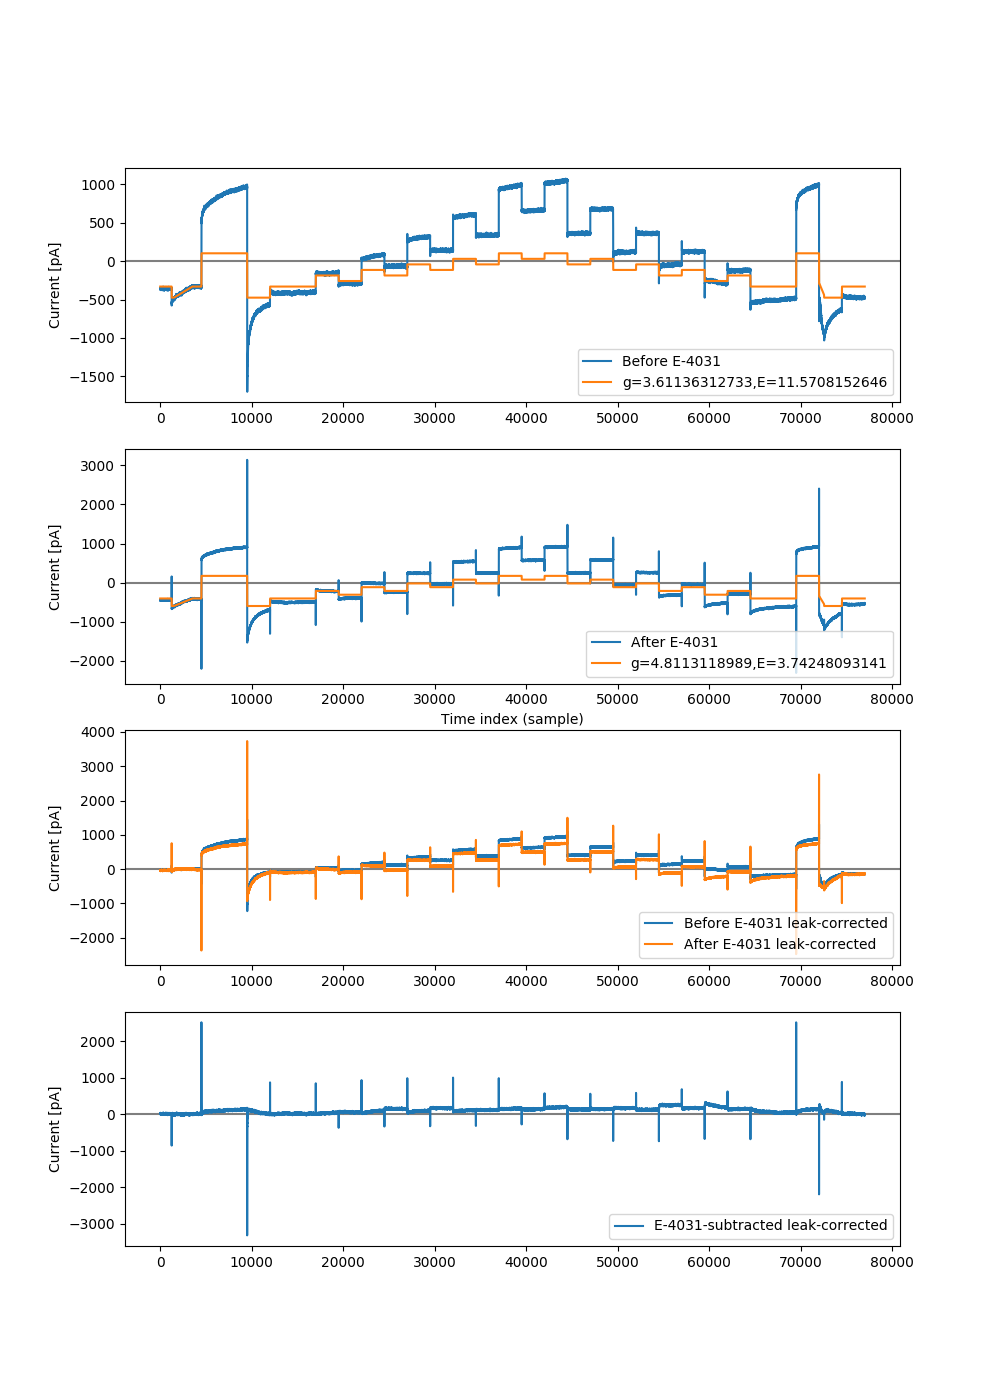 1000
500
0
−500
−1000
−1500
Current [pA]
Before E-4031
g=3.61136312733,E=11.5708152646
0 10000 20000 30000 40000 50000 60000 70000 80000
3000
2000
1000
0
−1000
−2000
Current [pA]
After E-4031
g=4.8113118989,E=3.74248093141
0 10000 20000 30000 40000 50000 60000 70000 80000
Time index (sample)
4000
3000
2000
1000
0
−1000
−2000
Current [pA]
Before E-4031 leak-corrected
After E-4031 leak-corrected
0 10000 20000 30000 40000 50000 60000 70000 80000
2000
1000
0
−1000
−2000
−3000
Current [pA]
E-4031-subtracted leak-corrected
0 10000 20000 30000 40000 50000 60000 70000 80000